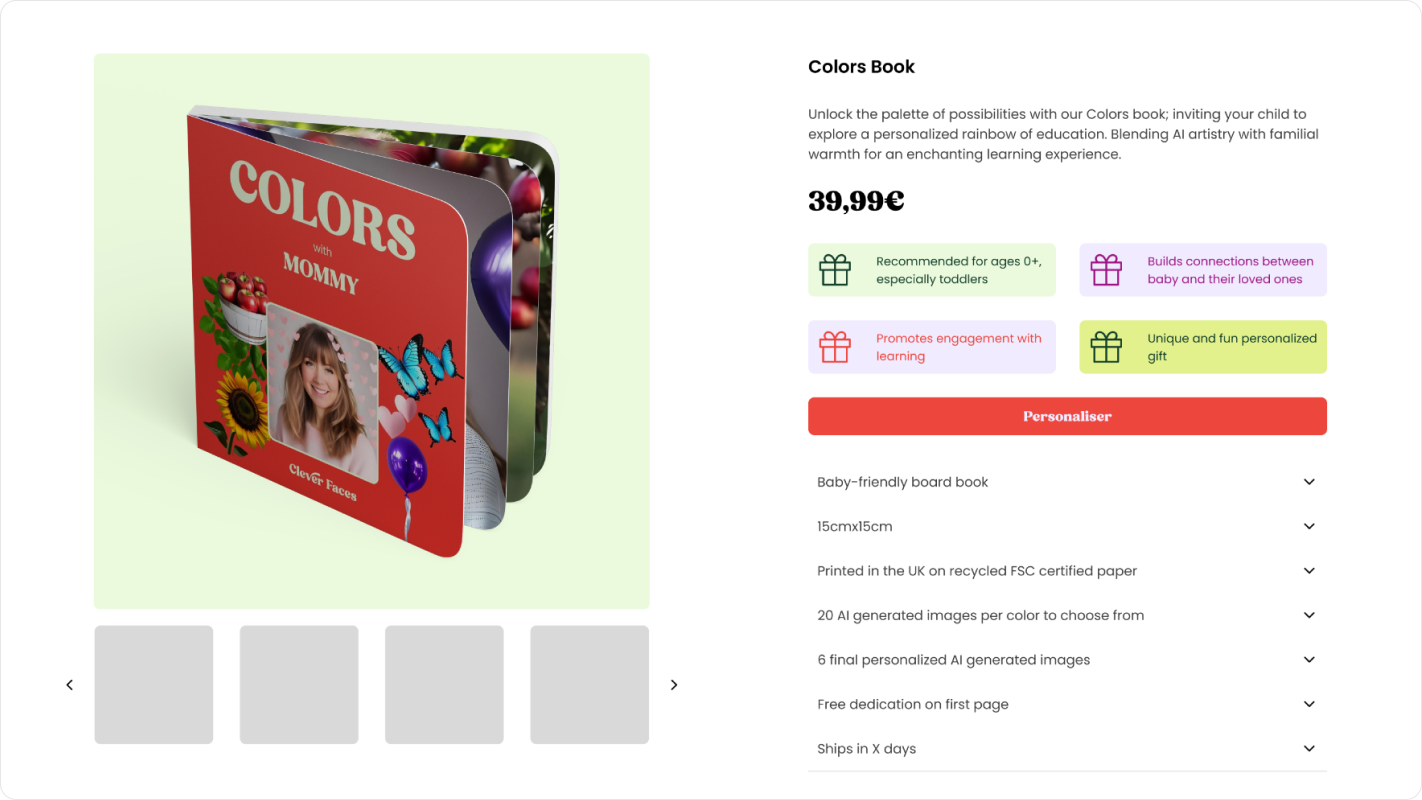 COLORS
with
MOMMY
Clever Faces
Colors Book
Unlock the palette of possibilities with our Colors book; inviting your child to
explore a personalized rainbow of education. Blending AI artistry with familial
warmth for an enchanting learning experience.
39,99€
Recommended for ages 0+,
especially toddlers
Builds connections between
baby and their loved ones
Promotes engagement with
learning
Unique and fun personalized
gift
Personaliser
Baby-friendly board book
15cmx15cm
Printed in the UK on recycled FSC certified paper
20 AI generated images per color to choose from
6 final personalized AI generated images
Free dedication on first page
Ships in X days